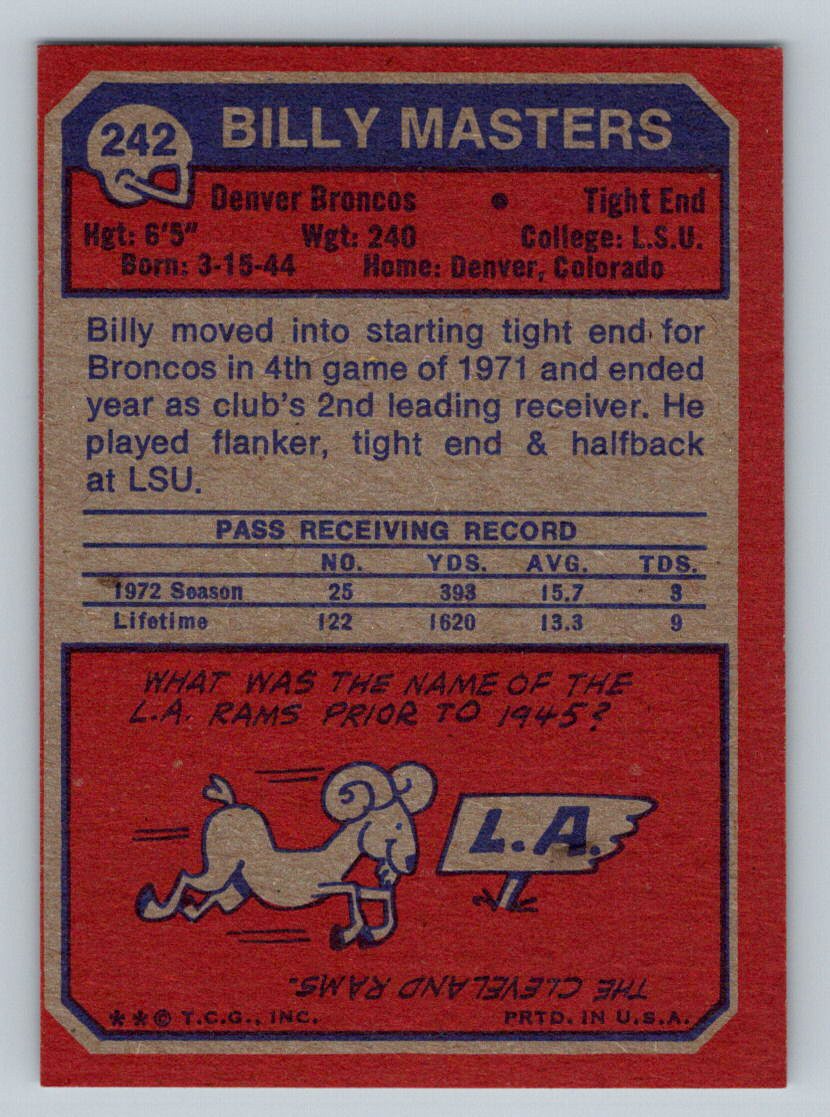 242 BILLY MASTERS
Denver Broncos • Tight End
Hgt: 6'5" Wgt: 240 College: L.S.U.
Born: 3-15-44 Home: Denver, Colorado
Billy moved into starting tight end for
Broncos in 4th game of 1971 and ended
year as club's 2nd leading receiver. He
played flanker, tight end & halfback
at LSU.
PASS RECEIVING RECORD
NO. YDS. AVG. TDS.
1972 Season 25 393 15.7 3
Lifetime 122 1620 13.3 9
WHAT WAS THE NAME OF THE
L.A. RAMS PRIOR TO 1945?
L.A.
THE CLEVELAND RAMS.
**© T.C.G., INC. PRTD. IN U.S.A.